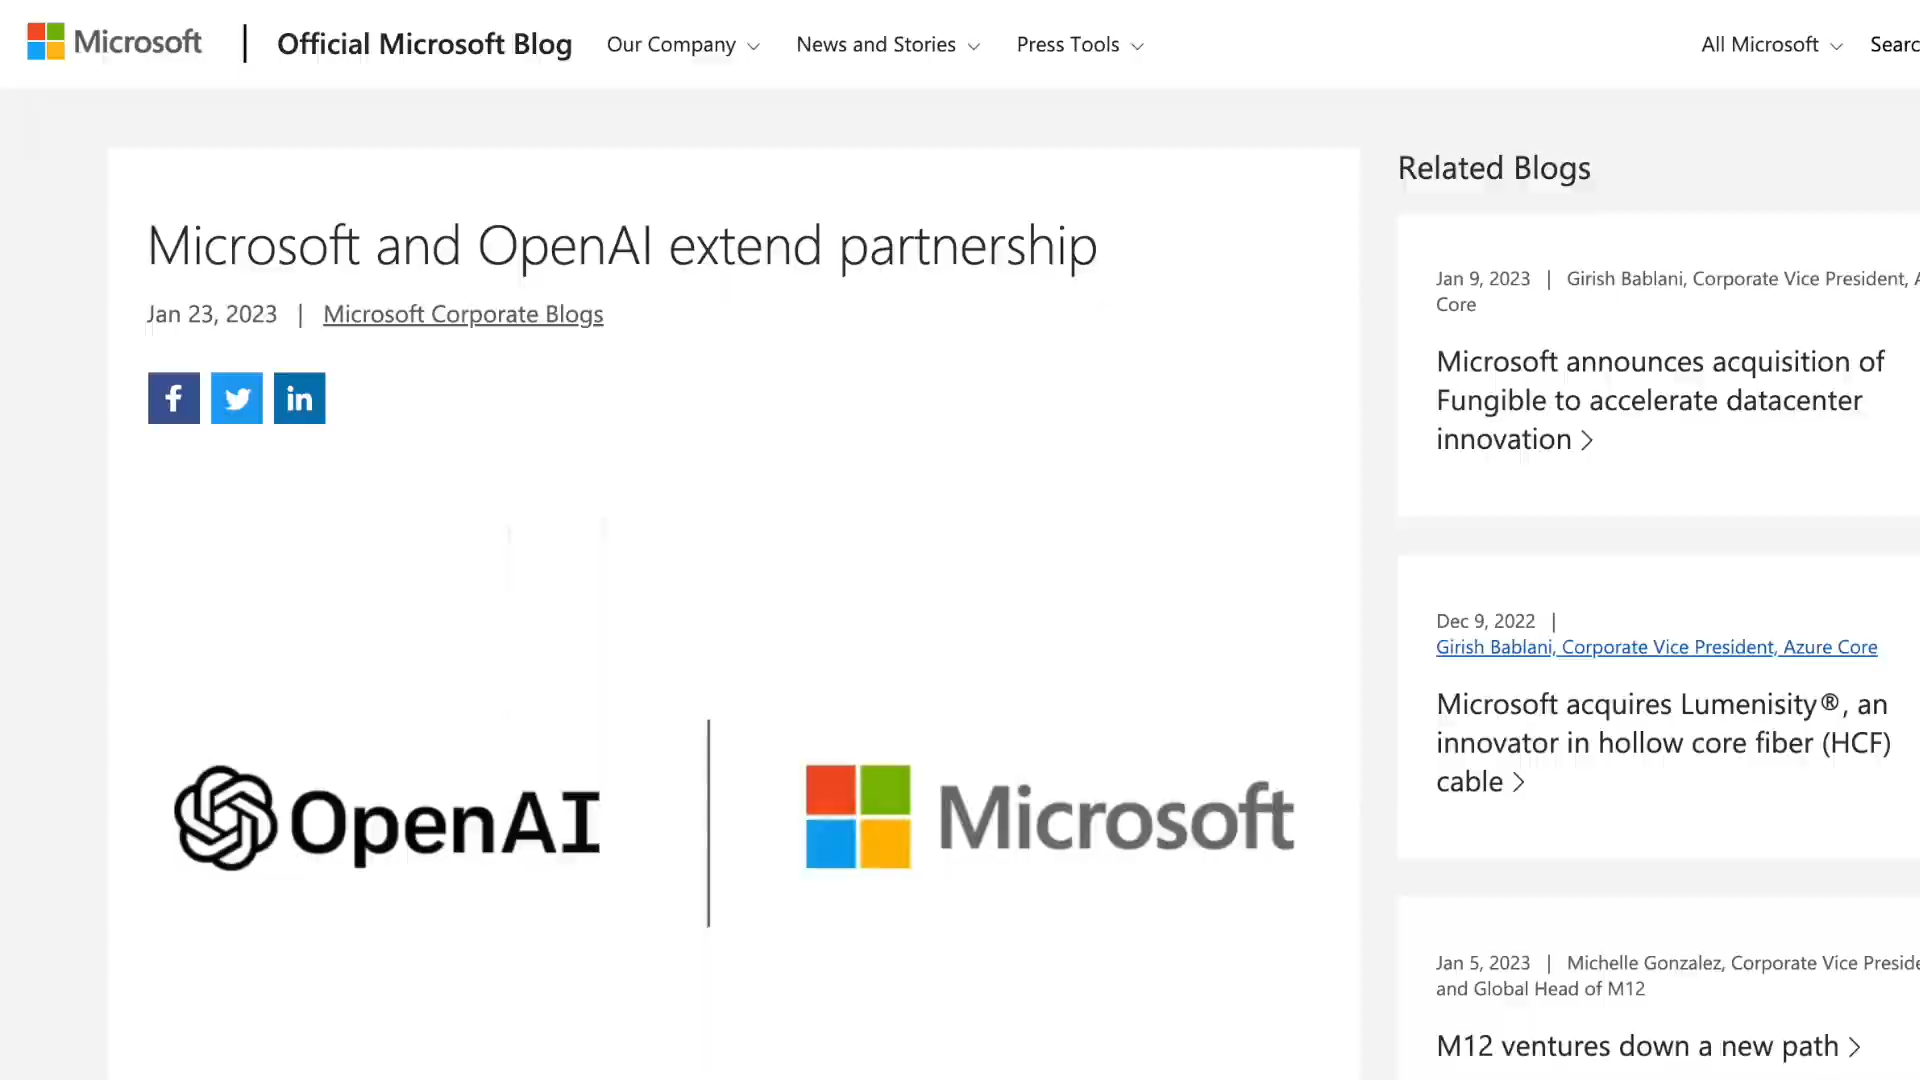 Microsoft | Official Microsoft Blog Our Company News and Stories Press Tools All Microsoft Searc
Microsoft and OpenAI extend partnership
Jan 23, 2023 | Microsoft Corporate Blogs
f in
OpenAI | Microsoft
Related Blogs
Jan 9, 2023 | Girish Bablani, Corporate Vice President, A
Core
Microsoft announces acquisition of
Fungible to accelerate datacenter
innovation >
Dec 9, 2022 |
Girish Bablani, Corporate Vice President, Azure Core
Microsoft acquires Lumenisity®, an
innovator in hollow core fiber (HCF)
cable >
Jan 5, 2023 | Michelle Gonzalez, Corporate Vice Preside
and Global Head of M12
M12 ventures down a new path >